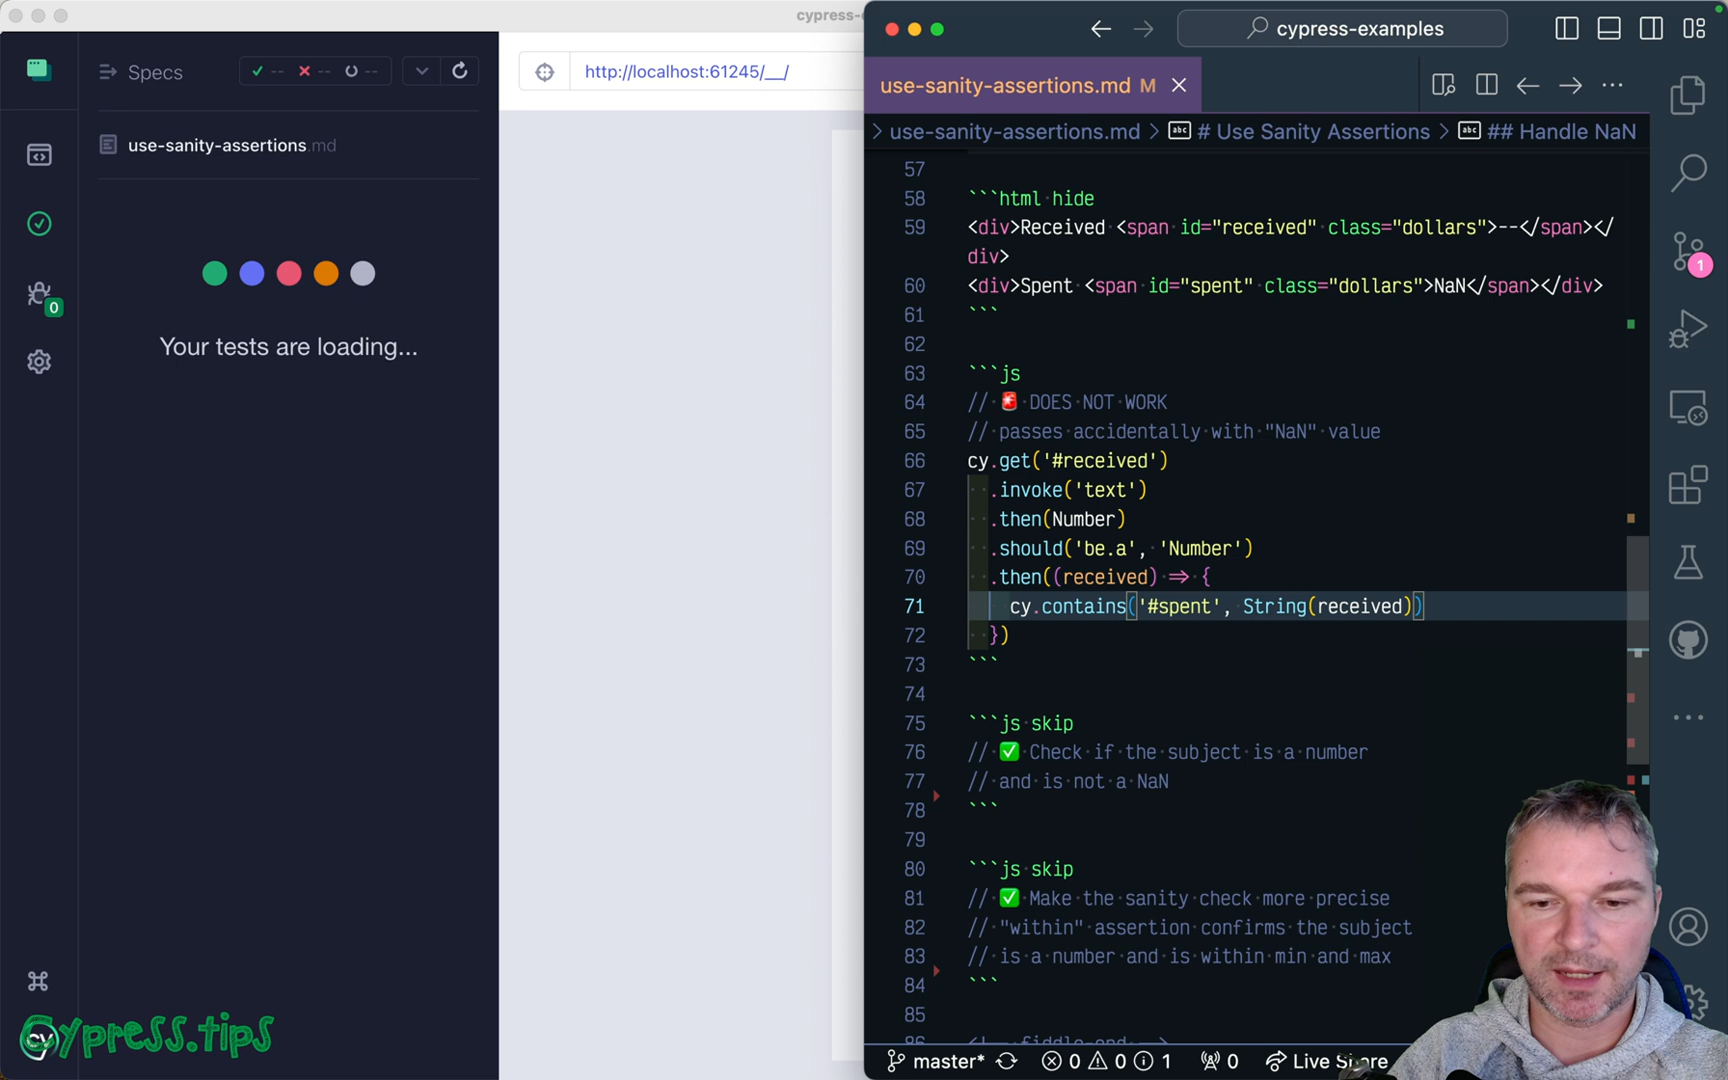 cypress-
Specs
-- -- --
use-sanity-assertions.md
0
Your tests are loading...
cypress.tips
http://localhost:61245/__/
cypress-examples
use-sanity-assertions.md M
use-sanity-assertions.md # Use Sanity Assertions ## Handle NaN
57
58 ```html hide
59 <div>Received <span id="received" class="dollars">--</span></
div>
60 <div>Spent <span id="spent" class="dollars">NaN</span></div>
61 ```
62
63 ```js
64 // 🚨 DOES NOT WORK
65 // passes accidentally with "NaN" value
66 cy.get('#received')
67 .invoke('text')
68 .then(Number)
69 .should('be.a', 'Number')
70 .then((received) => {
71 cy.contains('#spent', String(received))
72 })
73 ```
74
75 ```js skip
76 // ✅ Check if the subject is a number
77 // and is not a NaN
78 ```
79
80 ```js skip
81 // ✅ Make the sanity check more precise
82 // "within" assertion confirms the subject
83 // is a number and is within min and max
84 ```
85
86 <!-- fiddle-end -->
1
master* 0 0 1 0 Live Share